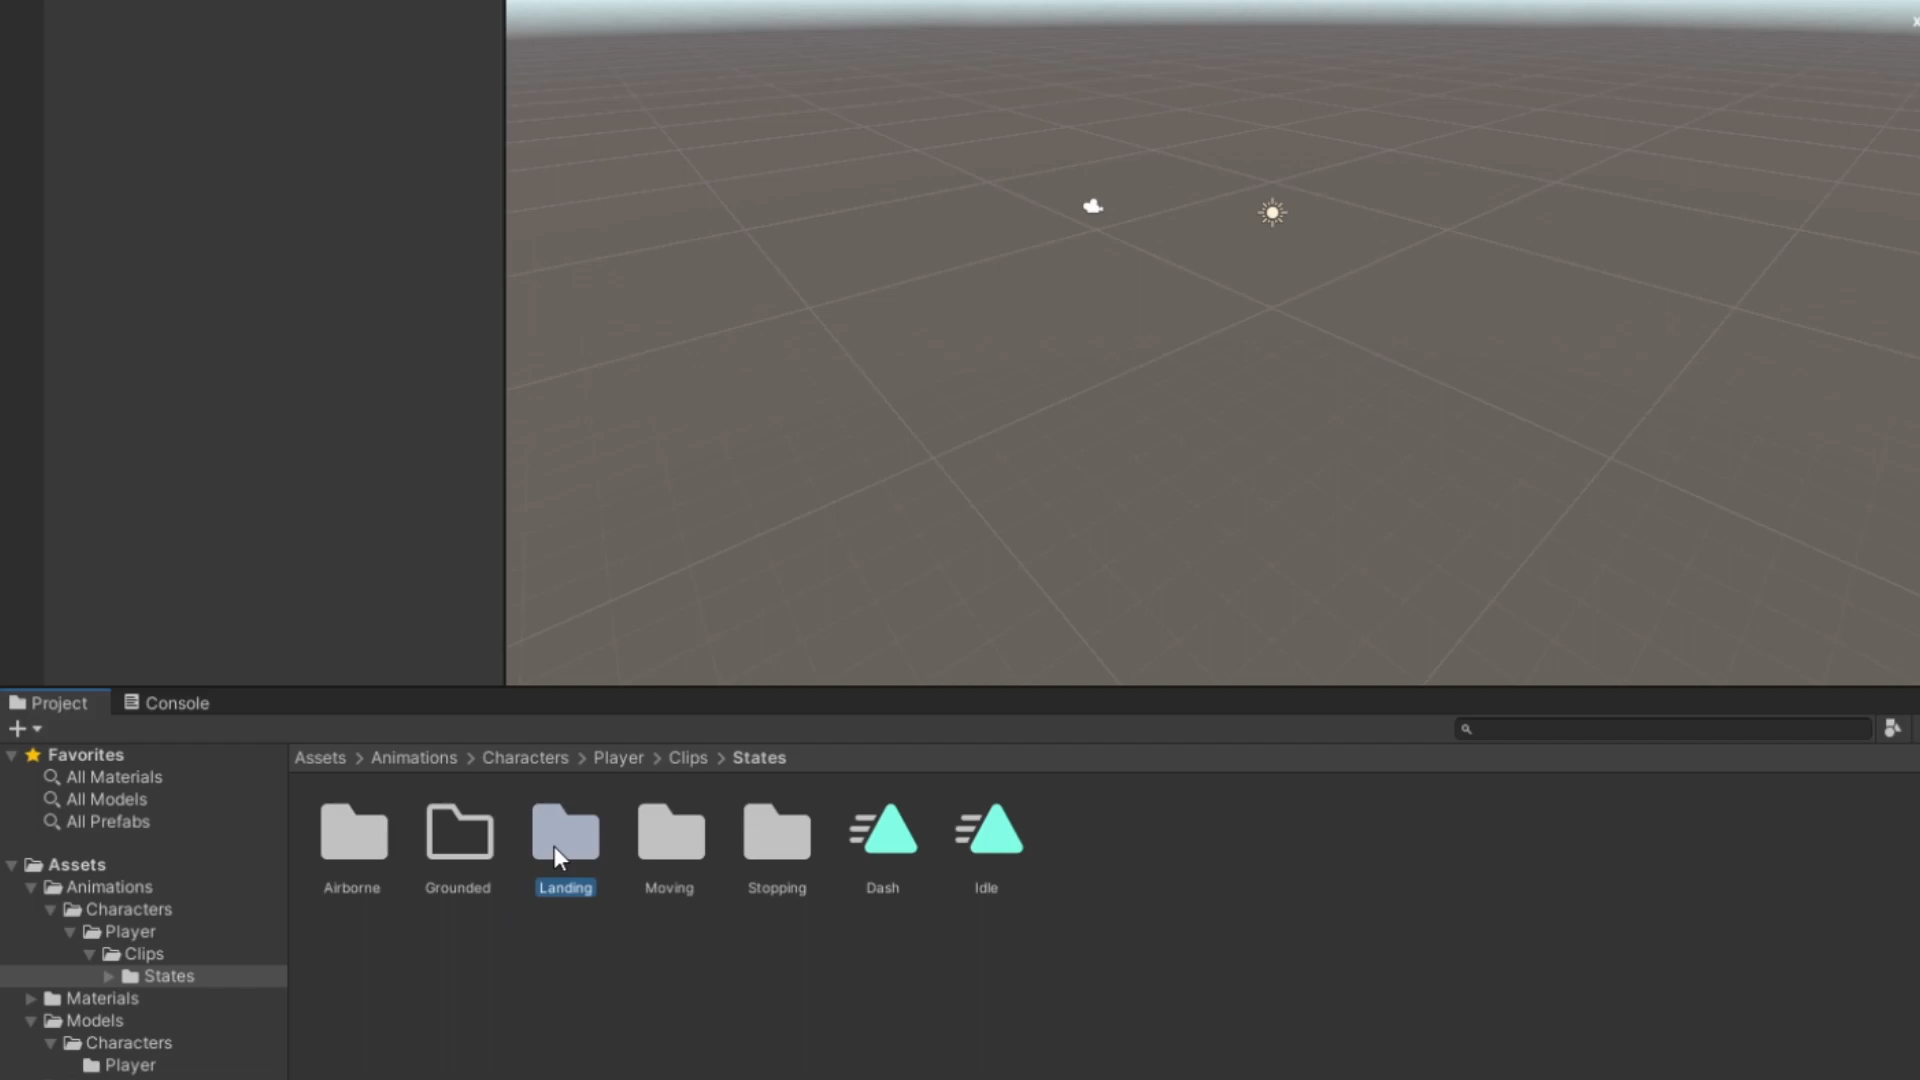 Project
Console
Favorites
All Materials
All Models
All Prefabs
Assets
Animations
Characters
Player
Clips
States
Materials
Models
Characters
Player
Assets > Animations > Characters > Player > Clips > States
Airborne
Grounded
Landing
Moving
Stopping
Dash
Idle